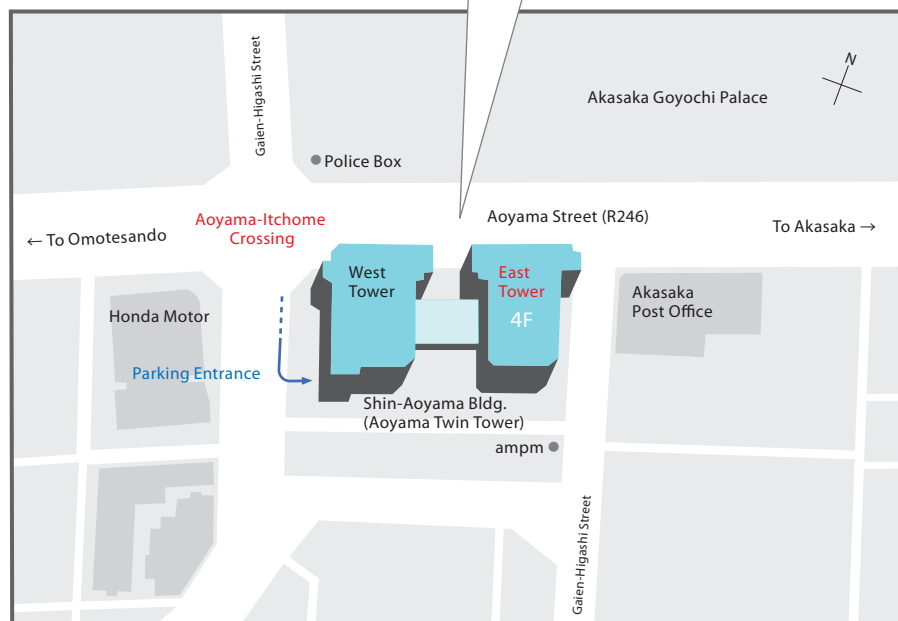 Gaien-Higashi Street
N
Akasaka Goyochi Palace
Police Box
Aoyama Street (R246)
Aoyama-Itchome
Crossing
← To Omotesando
To Akasaka →
West
Tower
East
Tower
4F
Akasaka
Post Office
Honda Motor
Parking Entrance
Shin-Aoyama Bldg.
(Aoyama Twin Tower)
ampm
Gaien-Higashi Street